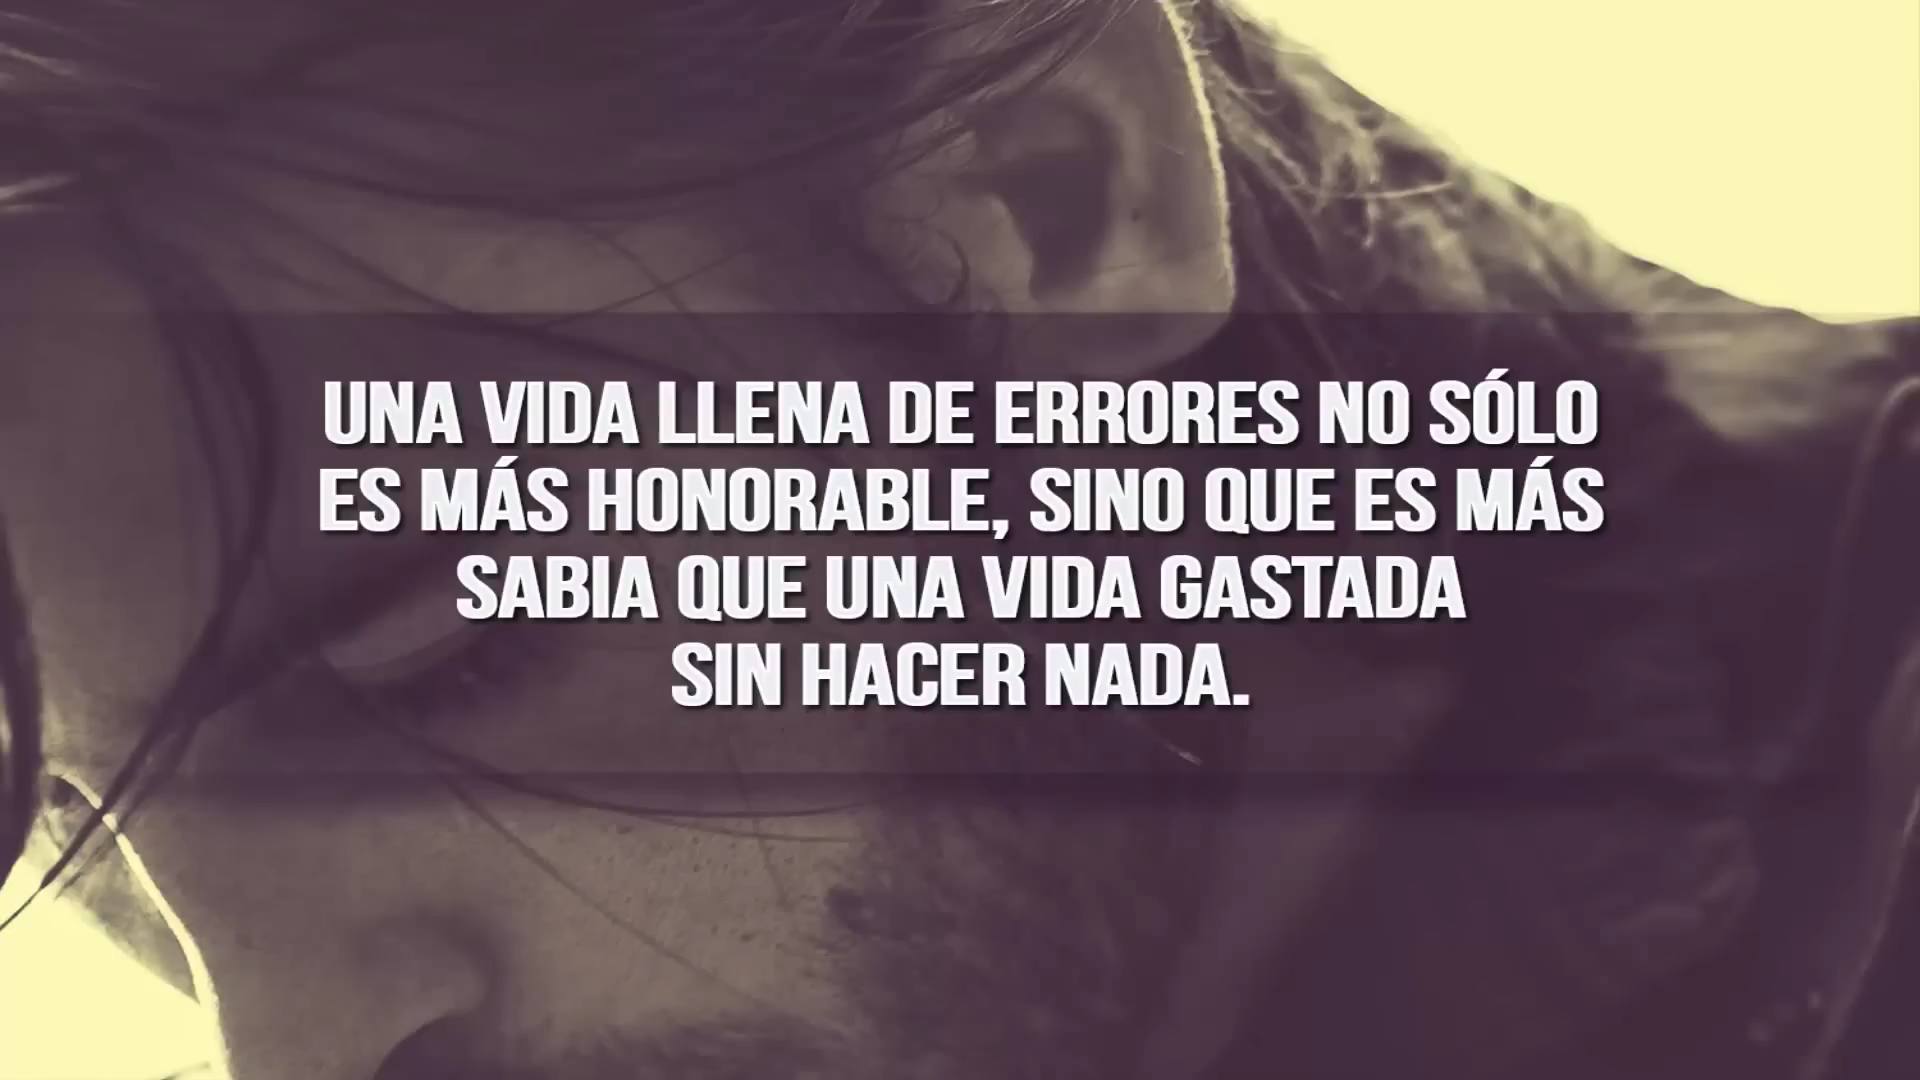 UNA VIDA LLENA DE ERRORES NO SÓLO
ES MÁS HONORABLE, SINO QUE ES MÁS
SABIA QUE UNA VIDA GASTADA
SIN HACER NADA.